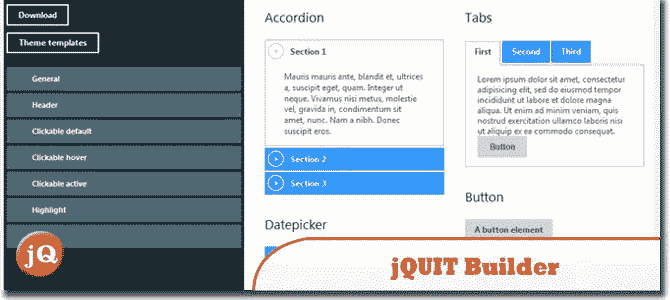 Download
Theme templates
General
Header
Clickable default
Clickable hover
Clickable active
Highlight
jQ
Accordion
Section 1
Mauris mauris ante, blandit et, ultrices
a, suscipit eget, quam. Integer ut
neque. Vivamus nisi metus, molestie
vel, gravida in, condimentum sit
amet, nunc. Nam a nibh. Donec
suscipit eros.
Section 2
Section 3
Datepicker
Tabs
First Second Third
Lorem ipsum dolor sit amet, consectetur
adipisicing elit, sed do eiusmod tempor
incididunt ut labore et dolore magna
aliqua. Ut enim ad minim veniam, quis
nostrud exercitation ullamco laboris nisi
ut aliquip ex ea commodo consequat.
Button
Button
A button element
jQUIT Builder